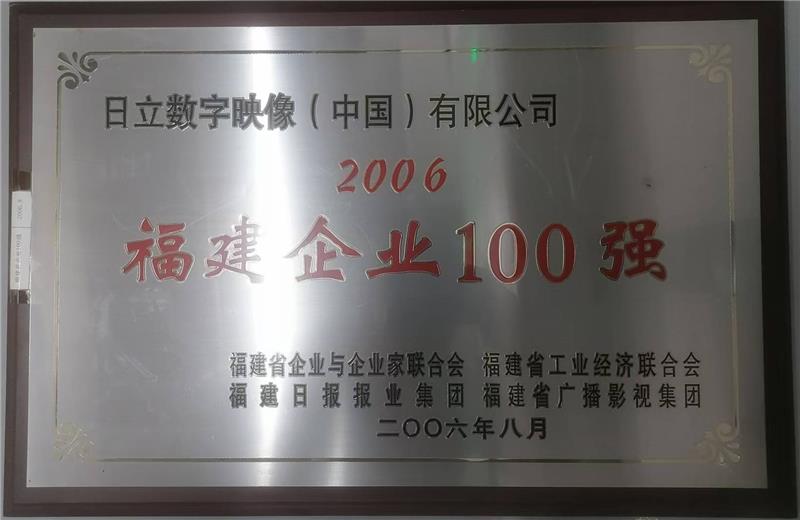 日立数字映像（中国）有限公司
2006
福建企业100强
福建省企业与企业家联合会 福建省工业经济联合会
福建日报报业集团 福建省广播影视集团
二〇〇六年八月
2006.8